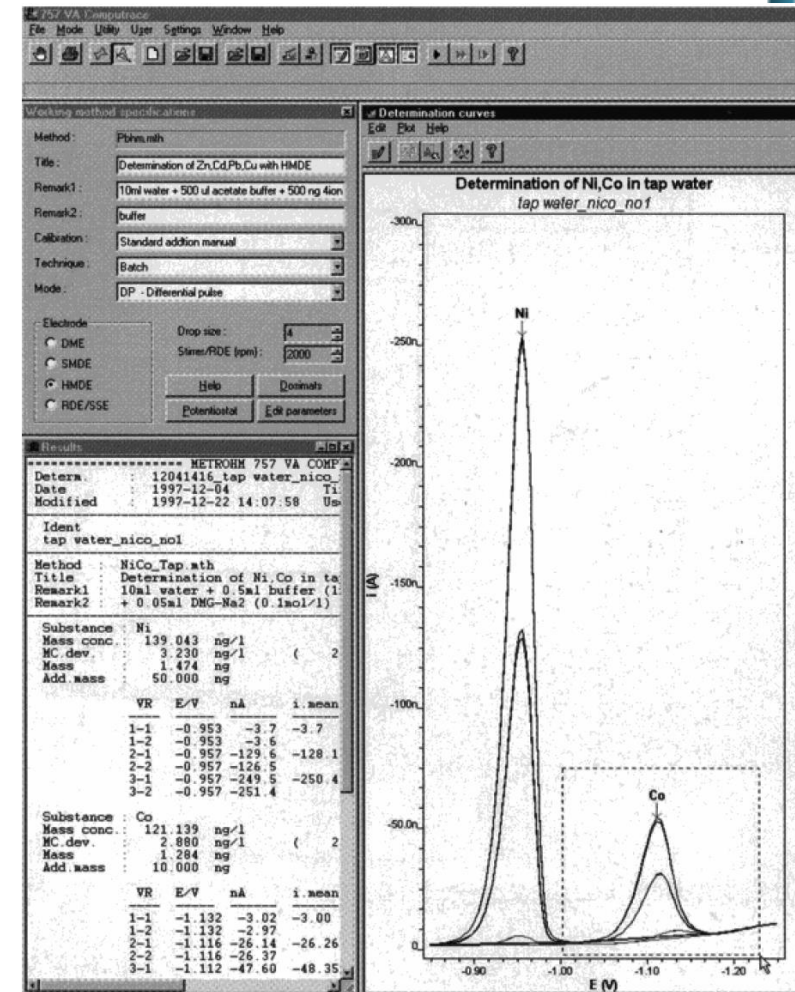 757 VA Computrace
File Mode Utility User Settings Window Help
Working method specifications
Method : Pbhm.mth
Title : Determination of Zn,Cd,Pb,Cu with HMDE
Remark1 : 10ml water + 500 ul acetate buffer + 500 ng 4ion
Remark2 : buffer
Calibration : Standard addtion manual
Technique : Batch
Mode : DP - Differential pulse
Electrode
DME
SMDE
HMDE
RDE/SSE
Drop size : 4
Stirrer/RDE (rpm) : 2000
Help Dosimats
Potentiostat Edit parameters
Results
METROHM 757 VA COMP
Determ. : 12041416_tap water_nico_
Date : 1997-12-04 Ti
Modified : 1997-12-22 14:07:58 Us
Ident
tap water_nico_no1
Method : NiCo_Tap.mth
Title : Determination of Ni,Co in ta
Remark1 : 10ml water + 0.5ml buffer (1
Remark2 : + 0.05ml DMG-Na2 (0.1mol/l)
Substance : Ni
Mass conc.: 139.043 ng/l
MC.dev. : 3.230 ng/l ( 2
Mass : 1.474 ng
Add.mass : 50.000 ng
VR E/V nA i.mean
1-1 -0.953 -3.7 -3.7
1-2 -0.953 -3.6
2-1 -0.957 -129.6 -128.1
2-2 -0.957 -126.5
3-1 -0.957 -249.5 -250.4
3-2 -0.957 -251.4
Substance : Co
Mass conc.: 121.139 ng/l
MC.dev. : 2.880 ng/l ( 2
Mass : 1.284 ng
Add.mass : 10.000 ng
VR E/V nA i.mean
1-1 -1.132 -3.02 -3.00
1-2 -1.132 -2.97
2-1 -1.116 -26.14 -26.26
2-2 -1.116 -26.37
3-1 -1.112 -47.60 -48.35
Determination curves
Edit Plot Help
Determination of Ni,Co in tap water
tap water_nico_no1
-300n
Ni
-250n
-200n
I (A)
-150n
-100n
Co
-50.0n
0
-0.90 -1.00 -1.10 -1.20
E (V)